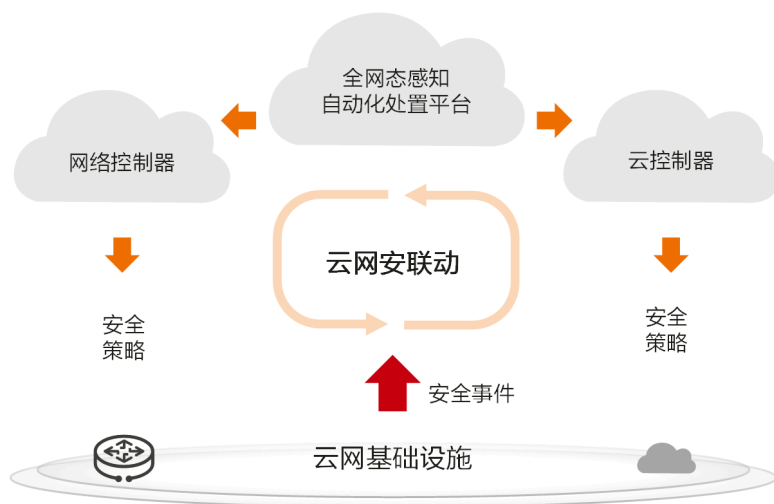 全网态感知
自动化处置平台
网络控制器
云控制器
云网安联动
安全
策略
安全
策略
安全事件
云网基础设施